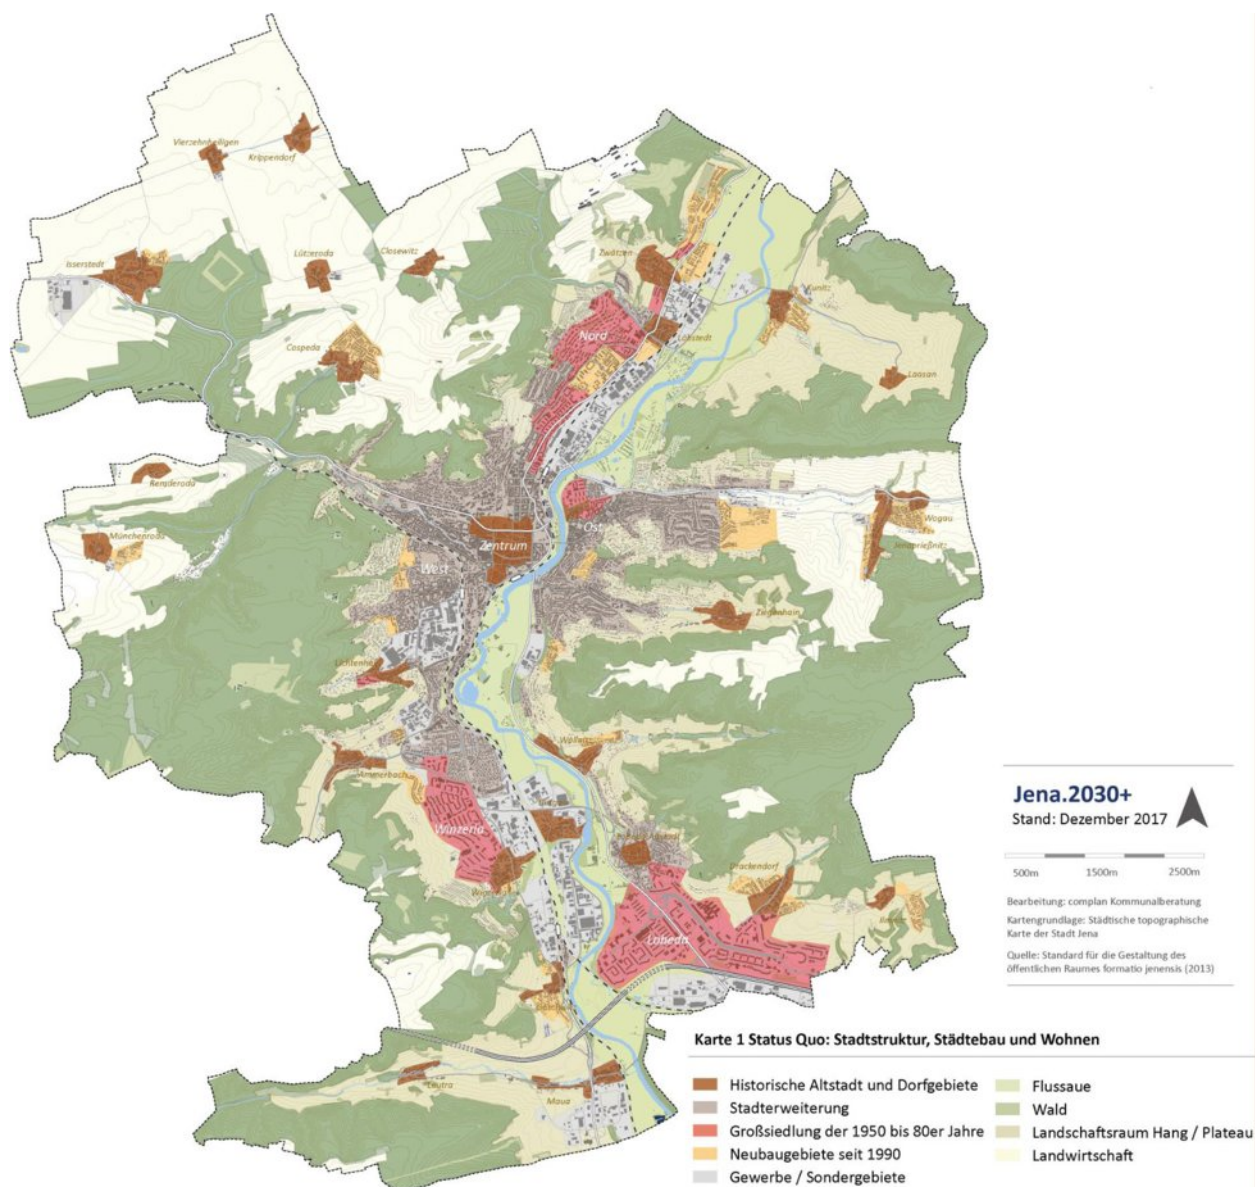 Vierzehnheiligen
Krippendorf
Isserstedt
Lützeroda
Closewitz
Cospeda
Zwätzen
Kunitz
Nord
Löbstedt
Laasan
Remderoda
Münchenroda
Wogau
Jenaprießnitz
Ost
Zentrum
West
Ziegenhain
Lichtenhain
Wöllnitz
Ammerbach
Winzerla
Drackendorf
Lobeda
Leutra
Maua
Jena.2030+
Stand: Dezember 2017
500m 1500m 2500m
Bearbeitung: complan Kommunalberatung
Kartengrundlage: Städtische topographische
Karte der Stadt Jena
Quelle: Standard für die Gestaltung des
öffentlichen Raumes formatio jenensis (2013)
Karte 1 Status Quo: Stadtstruktur, Städtebau und Wohnen
Historische Altstadt und Dorfgebiete
Stadterweiterung
Großsiedlung der 1950 bis 80er Jahre
Neubaugebiete seit 1990
Gewerbe / Sondergebiete
Flussaue
Wald
Landschaftsraum Hang / Plateau
Landwirtschaft